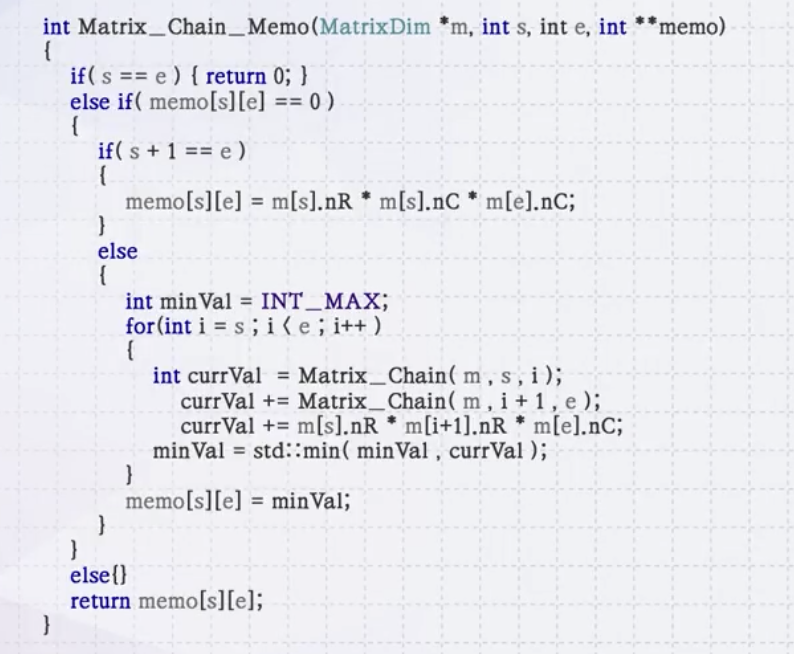 int Matrix_Chain_Memo(MatrixDim *m, int s, int e, int **memo)
{
if( s == e ) { return 0; }
else if( memo[s][e] == 0 )
{
if( s + 1 == e )
{
memo[s][e] = m[s].nR * m[s].nC * m[e].nC;
}
else
{
int minVal = INT_MAX;
for(int i = s ; i < e ; i++ )
{
int currVal = Matrix_Chain( m , s , i );
currVal += Matrix_Chain( m , i + 1 , e );
currVal += m[s].nR * m[i+1].nR * m[e].nC;
minVal = std::min( minVal , currVal );
}
memo[s][e] = minVal;
}
}
else{}
return memo[s][e];
}